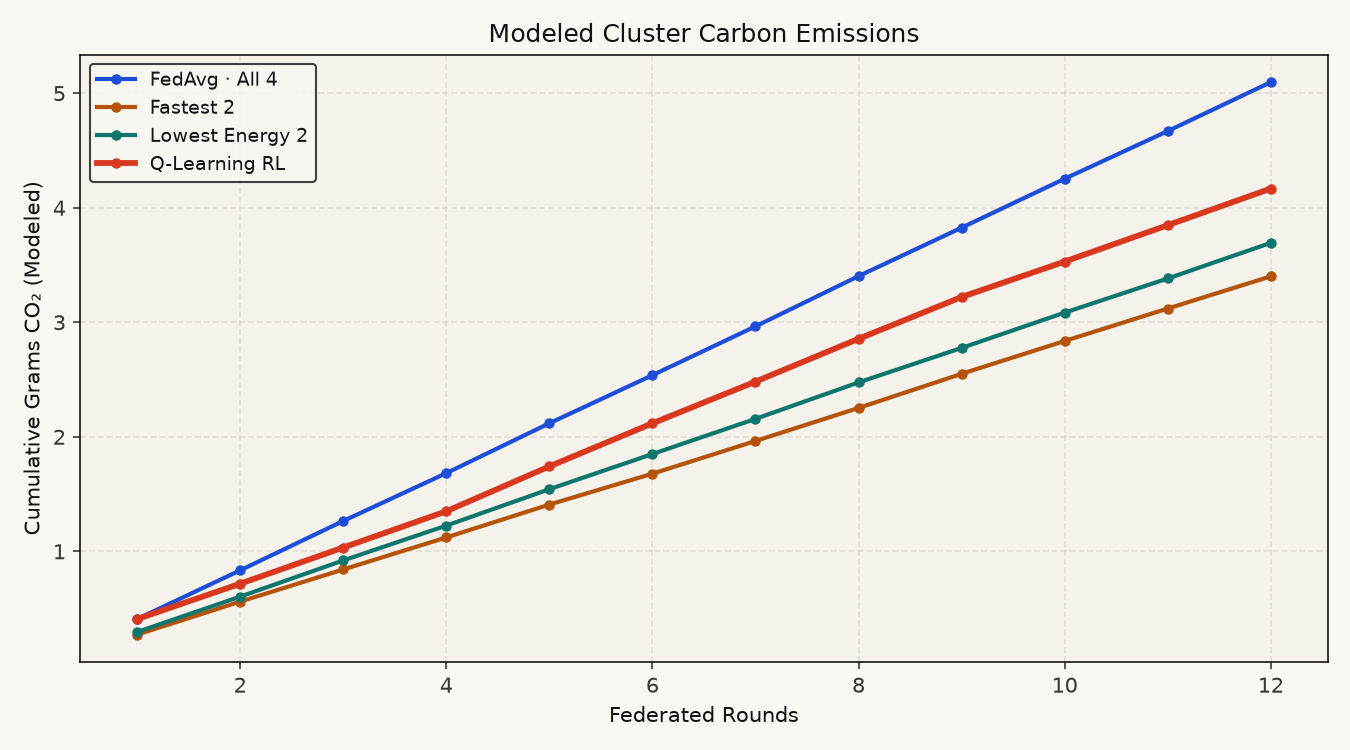 Modeled Cluster Carbon Emissions
FedAvg · All 4
Fastest 2
Lowest Energy 2
Q-Learning RL
Cumulative Grams CO₂ (Modeled)
5
4
3
2
1
2
4
6
8
10
12
Federated Rounds